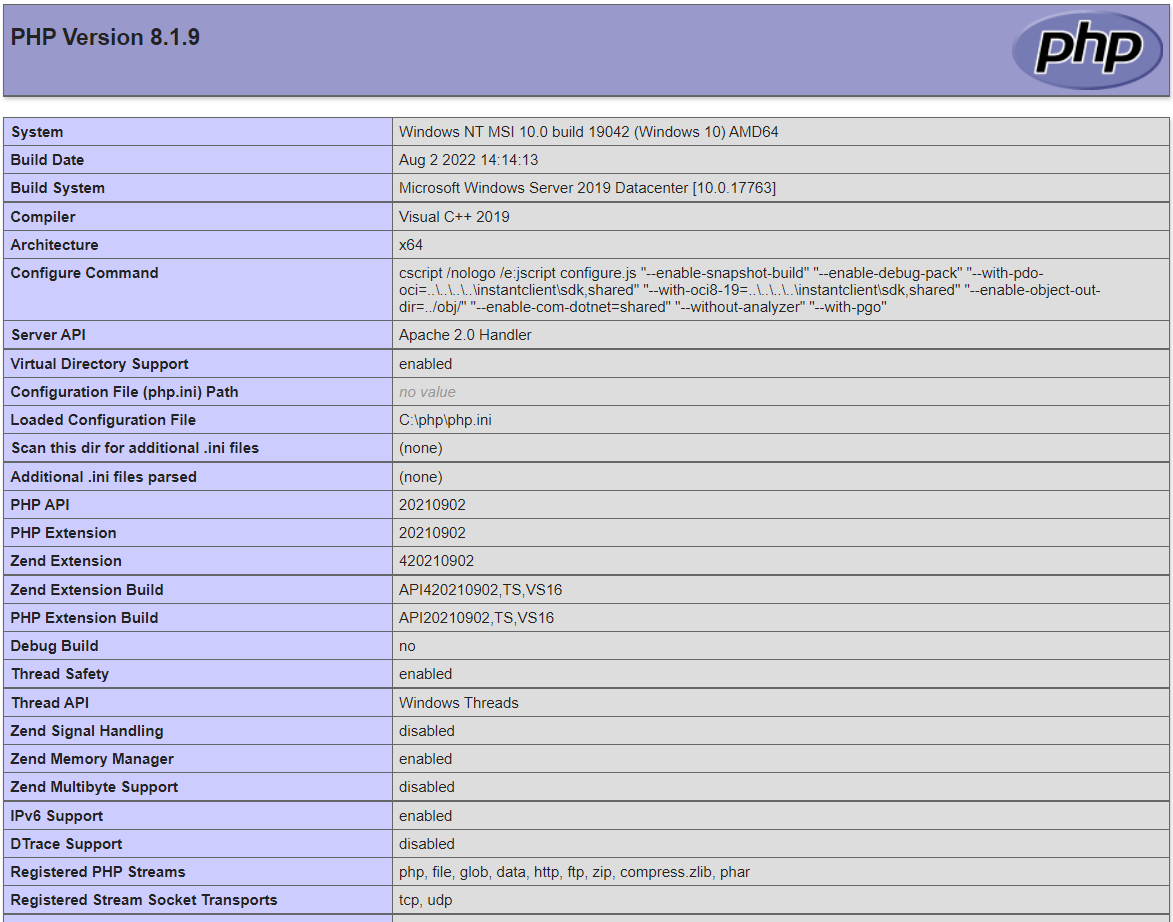 PHP Version 8.1.9
php
System Windows NT MSI 10.0 build 19042 (Windows 10) AMD64
Build Date Aug 2 2022 14:14:13
Build System Microsoft Windows Server 2019 Datacenter [10.0.17763]
Compiler Visual C++ 2019
Architecture x64
Configure Command cscript /nologo /e:jscript configure.js "--enable-snapshot-build" "--enable-debug-pack" "--with-pdo-
oci=..\..\..\..\instantclient\sdk,shared" "--with-oci8-19=..\..\..\..\instantclient\sdk,shared" "--enable-object-out-
dir=../obj/" "--enable-com-dotnet=shared" "--without-analyzer" "--with-pgo"
Server API Apache 2.0 Handler
Virtual Directory Support enabled
Configuration File (php.ini) Path no value
Loaded Configuration File C:\php\php.ini
Scan this dir for additional .ini files (none)
Additional .ini files parsed (none)
PHP API 20210902
PHP Extension 20210902
Zend Extension 420210902
Zend Extension Build API420210902,TS,VS16
PHP Extension Build API20210902,TS,VS16
Debug Build no
Thread Safety enabled
Thread API Windows Threads
Zend Signal Handling disabled
Zend Memory Manager enabled
Zend Multibyte Support disabled
IPv6 Support enabled
DTrace Support disabled
Registered PHP Streams php, file, glob, data, http, ftp, zip, compress.zlib, phar
Registered Stream Socket Transports tcp, udp